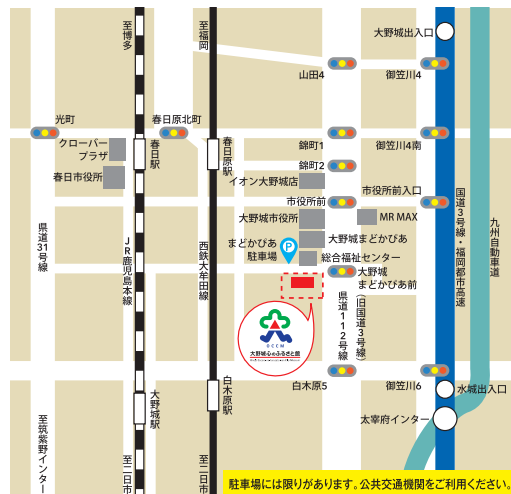 至博多
至福岡
大野城出入口
山田4
御笠川4
光町
春日原北町
クローバー
プラザ
春日駅
春日原駅
錦町1
御笠川4南
錦町2
春日市役所
イオン大野城店
市役所前入口
市役所前
大野城市役所
MR MAX
県道31号線
JR鹿児島本線
西鉄大牟田線
まどかぴあ
駐車場
P
大野城まどかぴあ
総合福祉センター
国道3号線・福岡都市高速
九州自動車道
大野城
まどかぴあ前
県道112号線
(旧国道3号線)
OCCM
大野城心のふるさと館
白木原5
御笠川6
水城出入口
大野城駅
白木原駅
太宰府インター
至筑紫野インター
至二日市
至二日市
駐車場には限りがあります。公共交通機関をご利用ください。